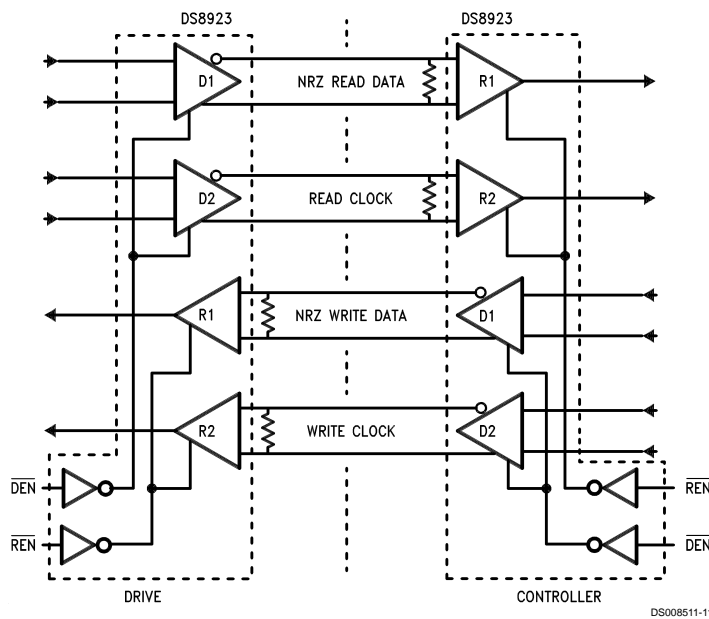 DS8923
DS8923
D1
NRZ READ DATA
R1
D2
READ CLOCK
R2
R1
NRZ WRITE DATA
D1
R2
WRITE CLOCK
D2
DEN
REN
REN
DEN
DRIVE
CONTROLLER